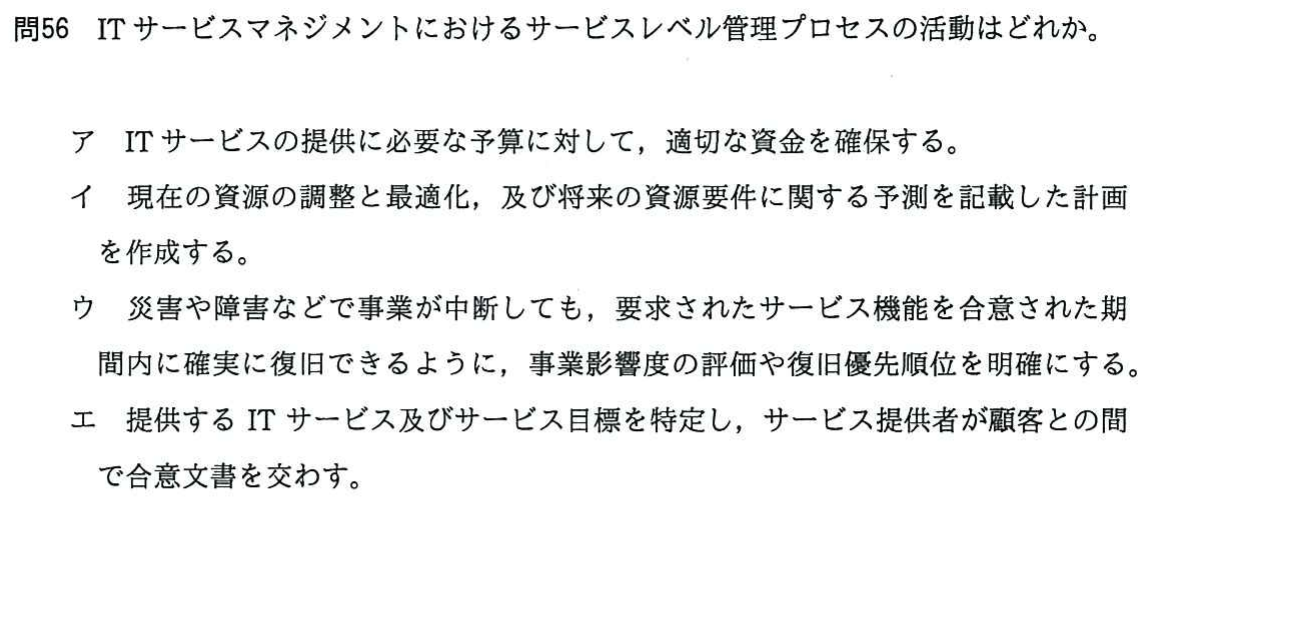 問56 ITサービスマネジメントにおけるサービスレベル管理プロセスの活動はどれか。
ア ITサービスの提供に必要な予算に対して，適切な資金を確保する。
イ 現在の資源の調整と最適化，及び将来の資源要件に関する予測を記載した計画
を作成する。
ウ 災害や障害などで事業が中断しても，要求されたサービス機能を合意された期
間内に確実に復旧できるように，事業影響度の評価や復旧優先順位を明確にする。
エ 提供する IT サービス及びサービス目標を特定し，サービス提供者が顧客との間
で合意文書を交わす。